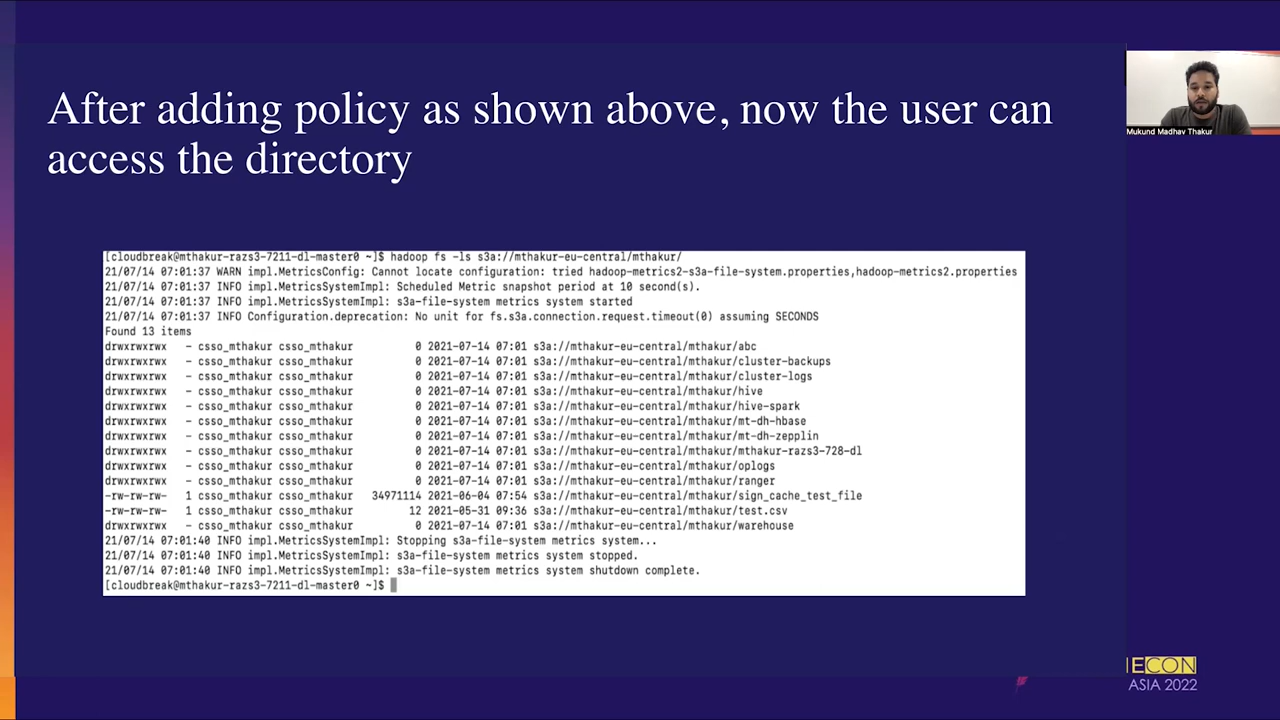 After adding policy as shown above, now the user can
access the directory
[cloudbreak@mthakur-razs3-7211-dl-master0 ~]$ hadoop fs -ls s3a://mthakur-eu-central/mthakur/
21/07/14 07:01:37 WARN impl.MetricsConfig: Cannot locate configuration: tried hadoop-metrics2-s3a-file-system.properties,hadoop-metrics2.properties
21/07/14 07:01:37 INFO impl.MetricsSystemImpl: Scheduled Metric snapshot period at 10 second(s).
21/07/14 07:01:37 INFO impl.MetricsSystemImpl: s3a-file-system metrics system started
21/07/14 07:01:37 INFO Configuration.deprecation: No unit for fs.s3a.connection.request.timeout(0) assuming SECONDS
Found 13 items
drwxrwxrwx - csso_mthakur csso_mthakur 0 2021-07-14 07:01 s3a://mthakur-eu-central/mthakur/abc
drwxrwxrwx - csso_mthakur csso_mthakur 0 2021-07-14 07:01 s3a://mthakur-eu-central/mthakur/cluster-backups
drwxrwxrwx - csso_mthakur csso_mthakur 0 2021-07-14 07:01 s3a://mthakur-eu-central/mthakur/cluster-logs
drwxrwxrwx - csso_mthakur csso_mthakur 0 2021-07-14 07:01 s3a://mthakur-eu-central/mthakur/hive
drwxrwxrwx - csso_mthakur csso_mthakur 0 2021-07-14 07:01 s3a://mthakur-eu-central/mthakur/hive-spark
drwxrwxrwx - csso_mthakur csso_mthakur 0 2021-07-14 07:01 s3a://mthakur-eu-central/mthakur/mt-dh-hbase
drwxrwxrwx - csso_mthakur csso_mthakur 0 2021-07-14 07:01 s3a://mthakur-eu-central/mthakur/mt-dh-zepplin
drwxrwxrwx - csso_mthakur csso_mthakur 0 2021-07-14 07:01 s3a://mthakur-eu-central/mthakur/mthakur-razs3-728-dl
drwxrwxrwx - csso_mthakur csso_mthakur 0 2021-07-14 07:01 s3a://mthakur-eu-central/mthakur/oplogs
drwxrwxrwx - csso_mthakur csso_mthakur 0 2021-07-14 07:01 s3a://mthakur-eu-central/mthakur/ranger
-rw-rw-rw- 1 csso_mthakur csso_mthakur 34971114 2021-06-04 07:54 s3a://mthakur-eu-central/mthakur/sign_cache_test_file
-rw-rw-rw- 1 csso_mthakur csso_mthakur 12 2021-05-31 09:36 s3a://mthakur-eu-central/mthakur/test.csv
drwxrwxrwx - csso_mthakur csso_mthakur 0 2021-07-14 07:01 s3a://mthakur-eu-central/mthakur/warehouse
21/07/14 07:01:40 INFO impl.MetricsSystemImpl: Stopping s3a-file-system metrics system...
21/07/14 07:01:40 INFO impl.MetricsSystemImpl: s3a-file-system metrics system stopped.
21/07/14 07:01:40 INFO impl.MetricsSystemImpl: s3a-file-system metrics system shutdown complete.
[cloudbreak@mthakur-razs3-7211-dl-master0 ~]$
Mukund Madhav Thakur
ECON
ASIA 2022